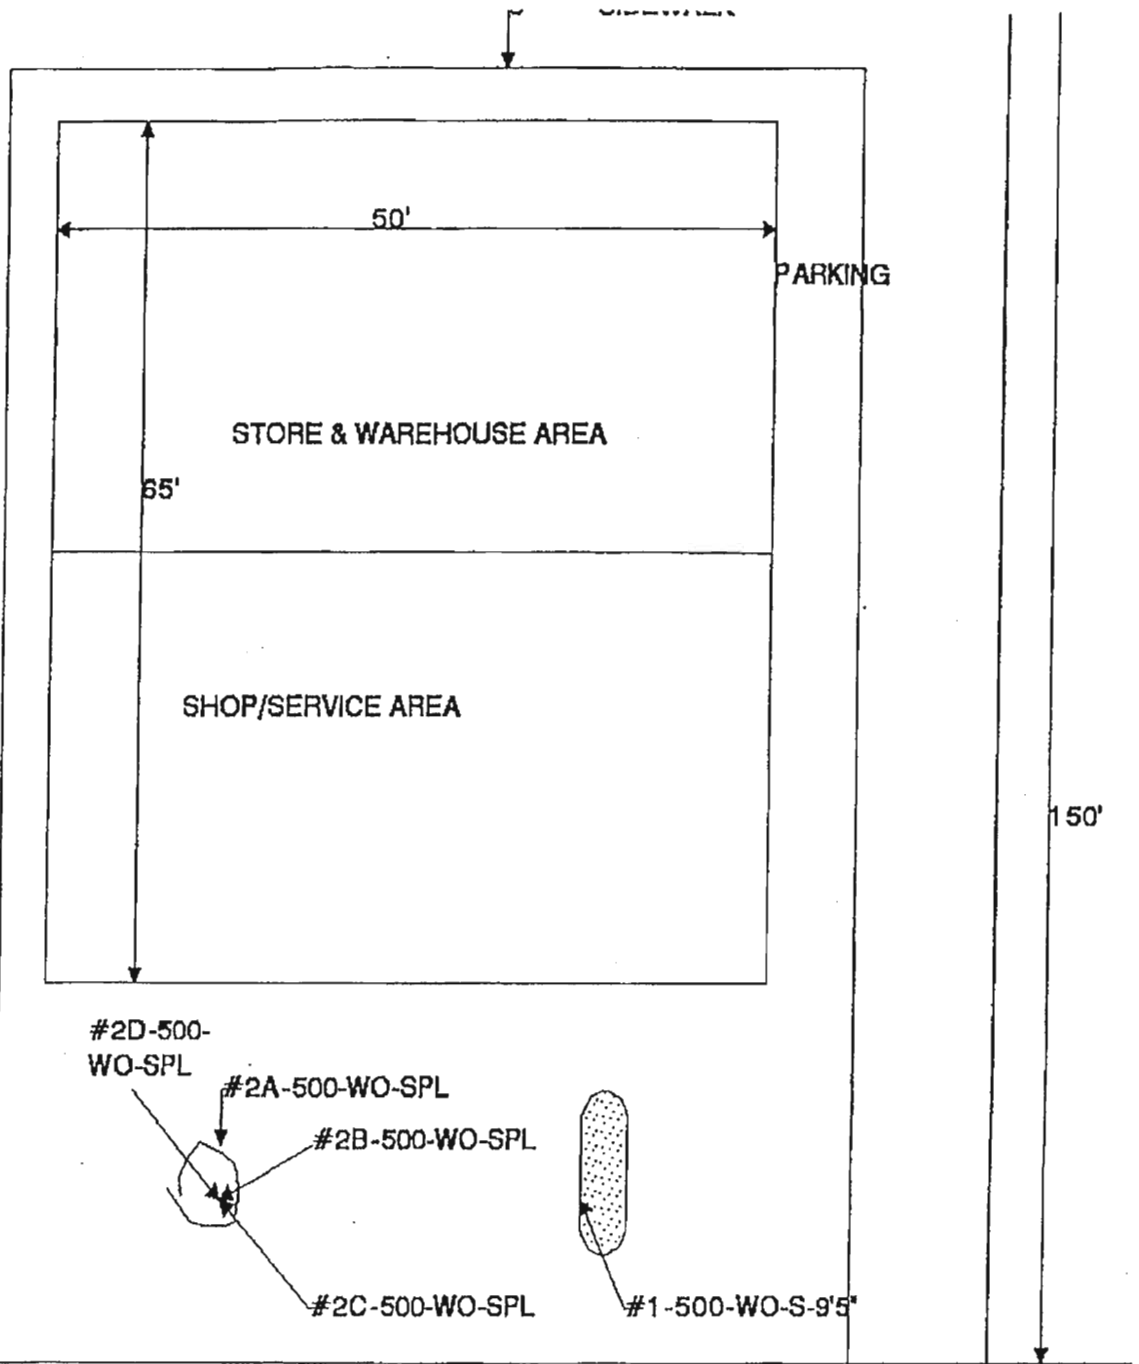 SIDEWALK
50'
PARKING
STORE & WAREHOUSE AREA
65'
SHOP/SERVICE AREA
150'
#2D-500-
WO-SPL
#2A-500-WO-SPL
#2B-500-WO-SPL
#2C-500-WO-SPL
#1-500-WO-S-9'5"